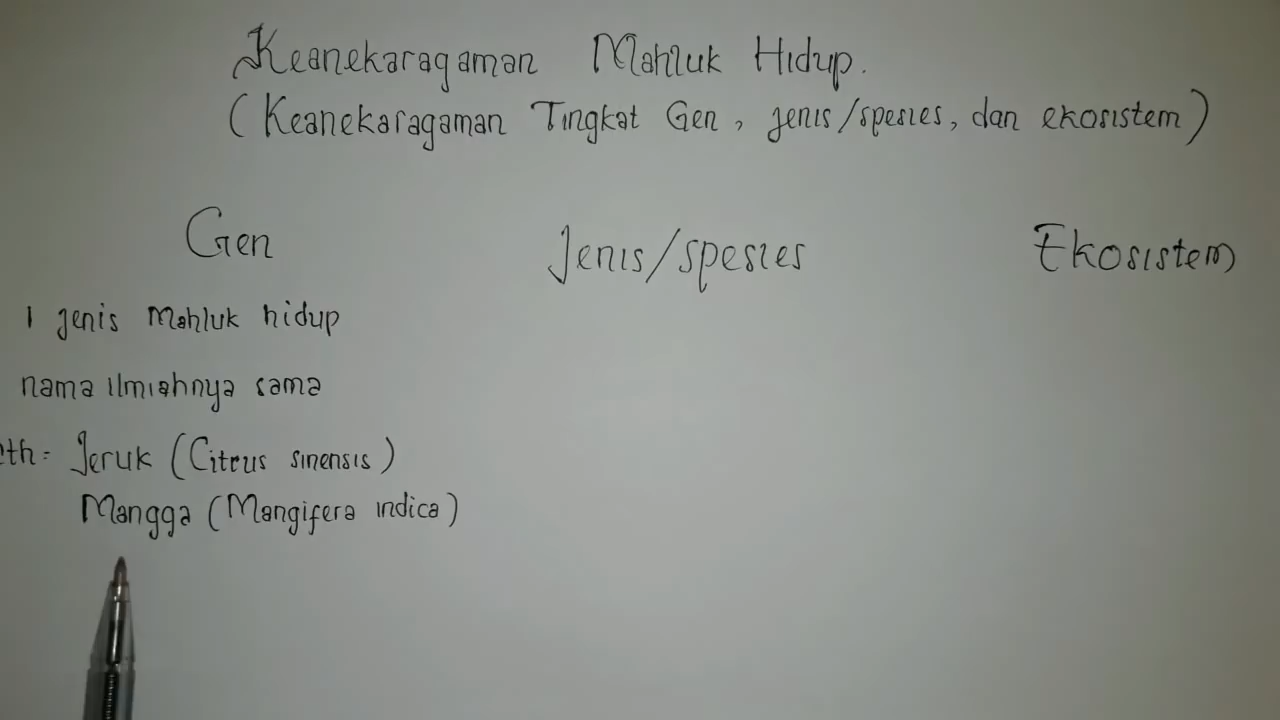 Keanekaragaman Mahluk Hidup.
(Keanekaragaman Tingkat Gen, jenis/spesies, dan ekosistem)
Gen Jenis/spesies Ekosistem
1 jenis Mahluk hidup
nama ilmiahnya sama
cth = Jeruk (Citrus sinensis)
Mangga (Mangifera indica)